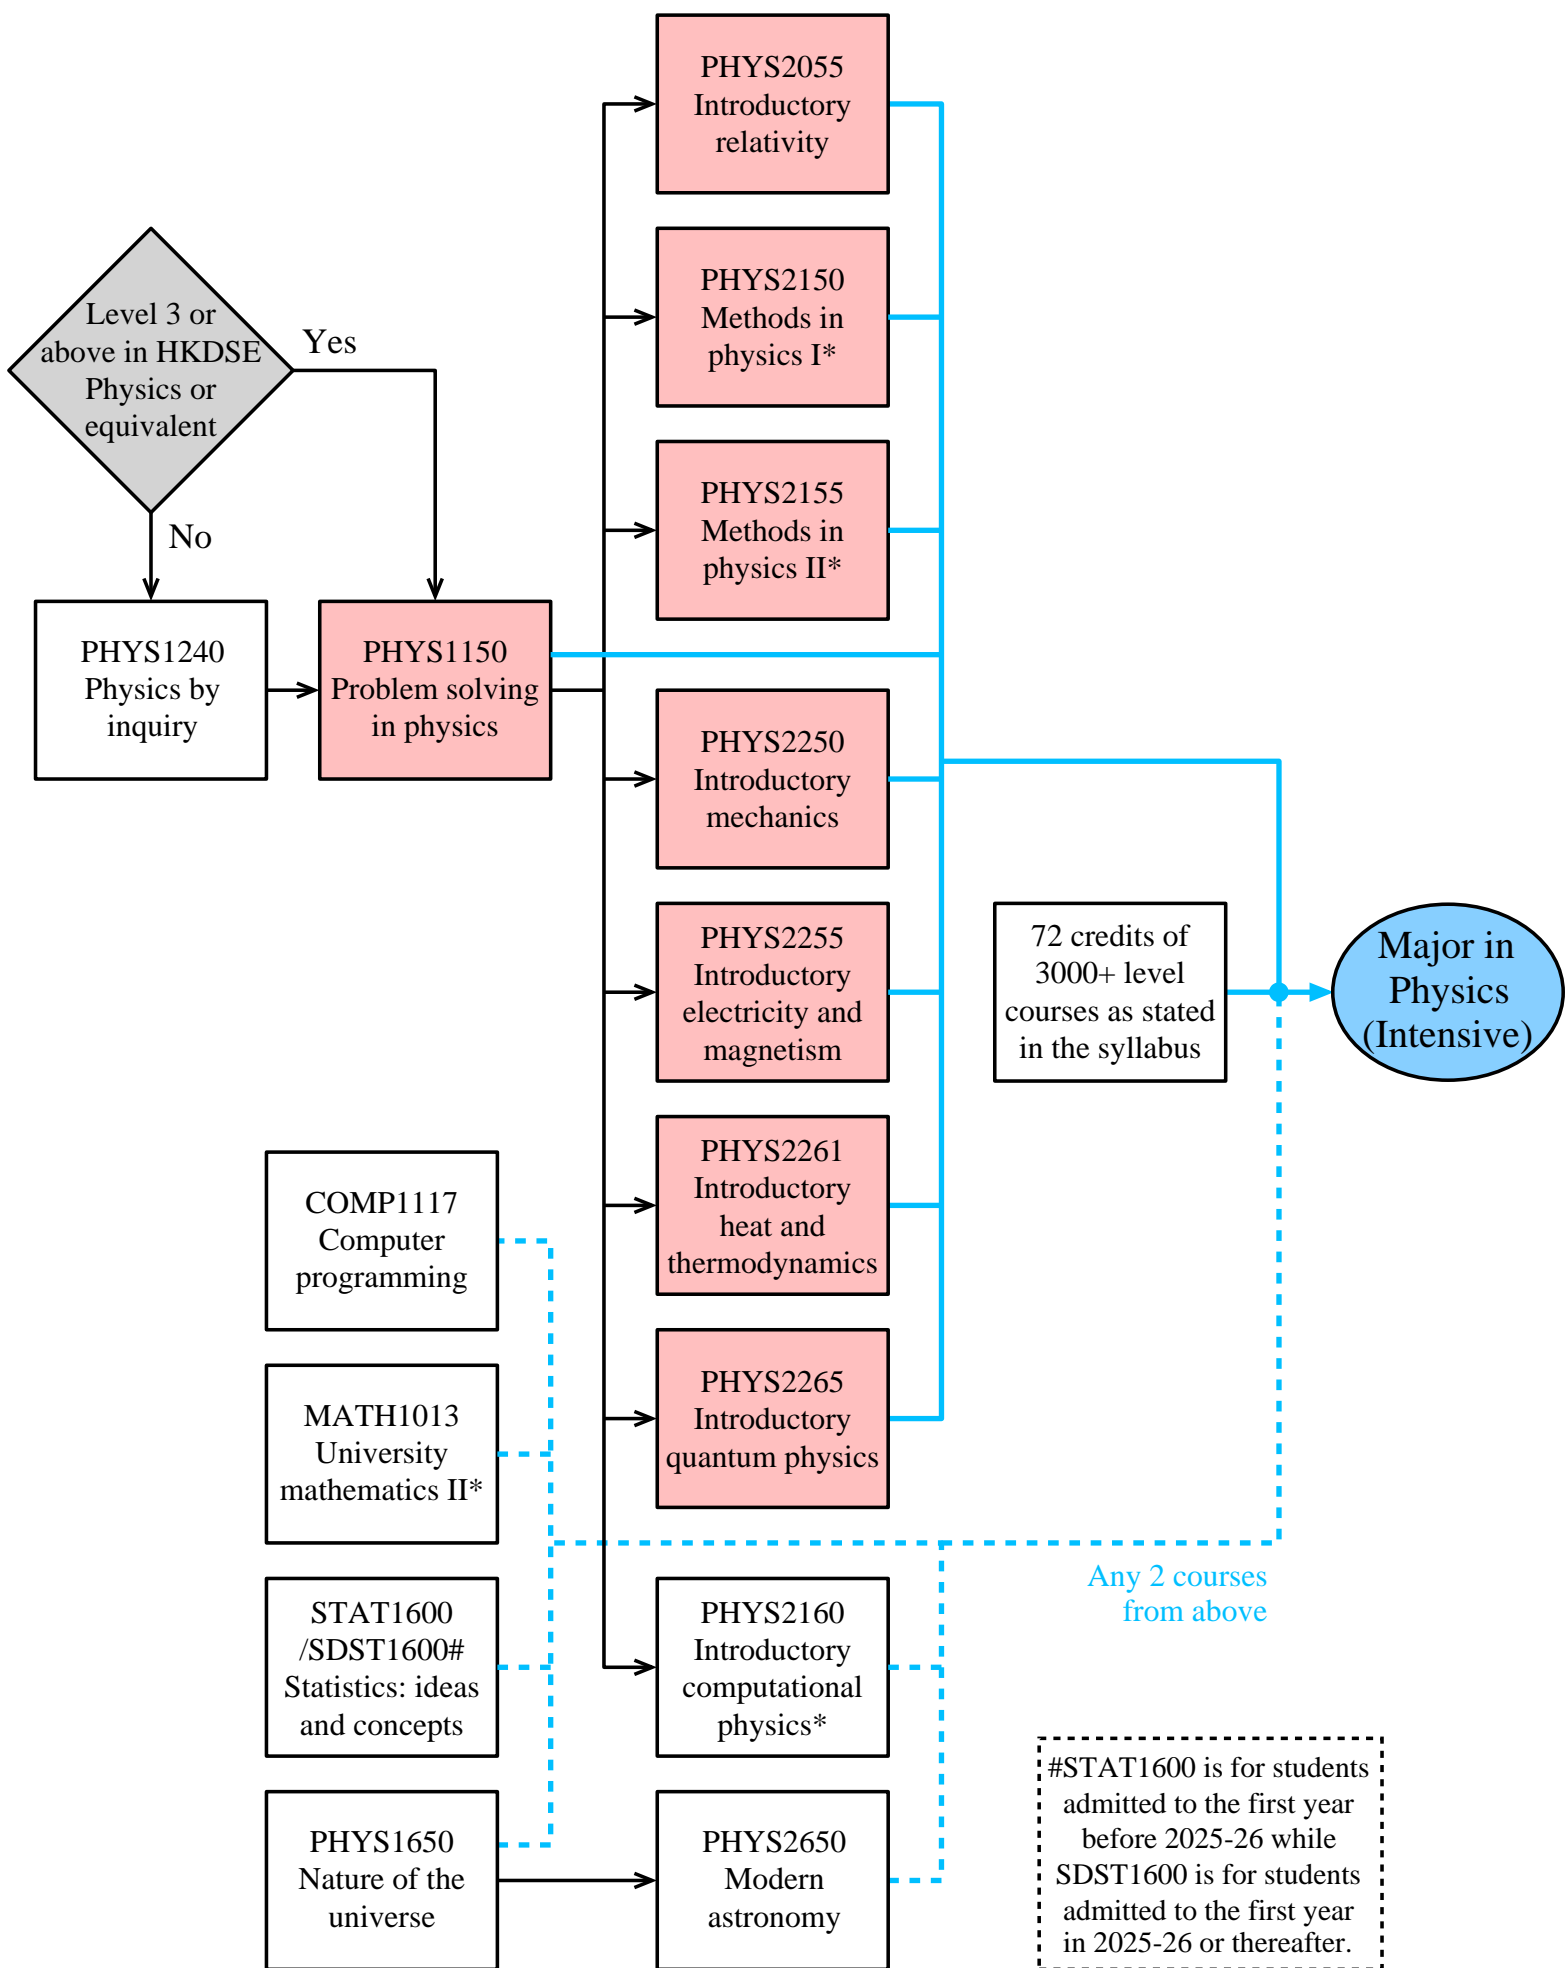 PHYS2055
Introductory
relativity
Level 3 or
above in HKDSE
Physics or
equivalent
Yes
No
PHYS2150
Methods in
physics I*
PHYS2155
Methods in
physics II*
PHYS1240
Physics by
inquiry
PHYS1150
Problem solving
in physics
PHYS2250
Introductory
mechanics
PHYS2255
Introductory
electricity and
magnetism
72 credits of
3000+ level
courses as stated
in the syllabus
Major in
Physics
(Intensive)
PHYS2261
Introductory
heat and
thermodynamics
COMP1117
Computer
programming
PHYS2265
Introductory
quantum physics
MATH1013
University
mathematics II*
Any 2 courses
from above
STAT1600
/SDST1600#
Statistics: ideas
and concepts
PHYS2160
Introductory
computational
physics*
PHYS1650
Nature of the
universe
PHYS2650
Modern
astronomy
#STAT1600 is for students
admitted to the first year
before 2025-26 while
SDST1600 is for students
admitted to the first year
in 2025-26 or thereafter.